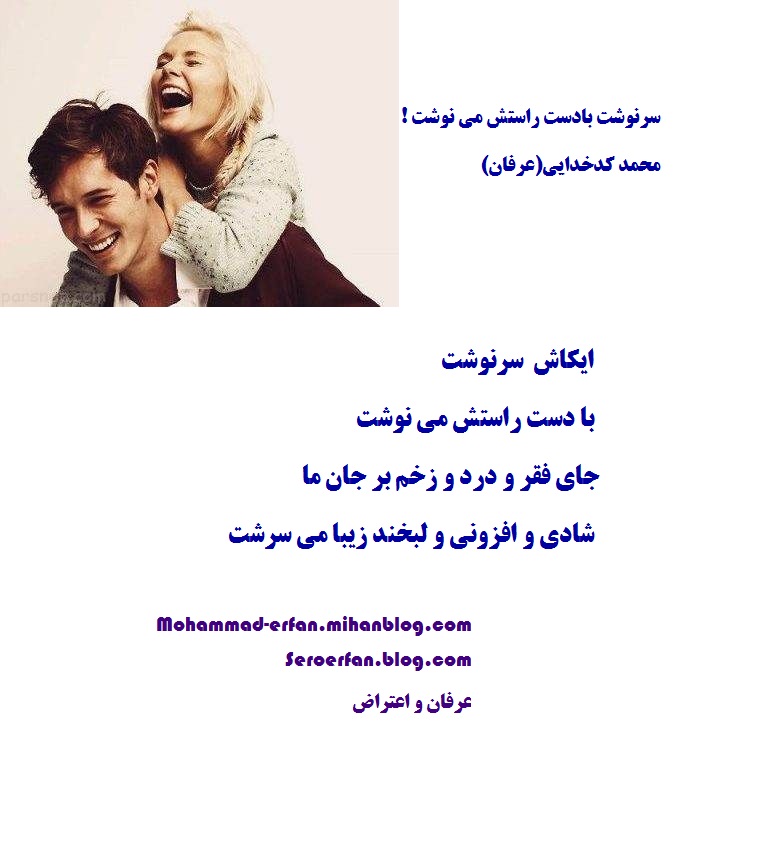 سرنوشت بادست راستش می نوشت !
محمد کدخدایی(عرفان)
ایکاش سرنوشت
با دست راستش می نوشت
جای فقر و درد و زخم بر جان ما
شادی و افزونی و لبخند زیبا می سرشت
Mohammad-erfan.mihanblog.com
Seroerfan.blog.com
عرفان و اعتراض